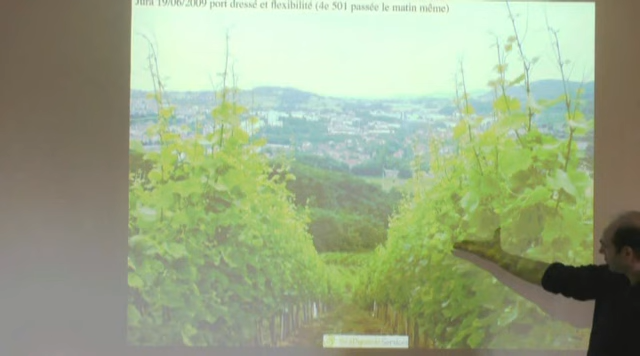 Jura 19/06/2009 port dressé et flexibilité (4e 501 passée le matin même)